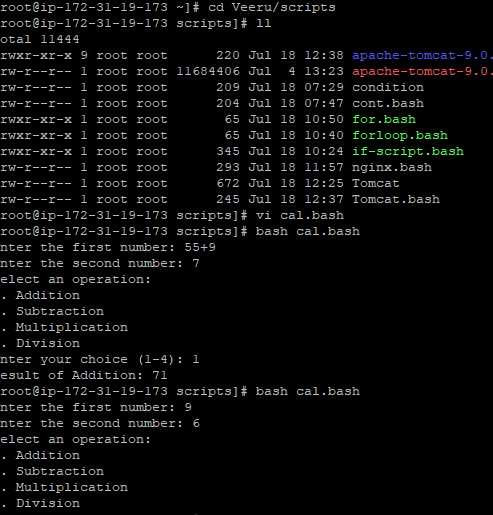 root@ip-172-31-19-173 ~]# cd Veeru/scripts
root@ip-172-31-19-173 scripts]# ll
otal 11444
rwxr-xr-x 9 root root      220 Jul 18 12:38 apache-tomcat-9.0.
rw-r--r-- 1 root root 11684406 Jul  4 13:23 apache-tomcat-9.0.
rw-r--r-- 1 root root      209 Jul 18 07:29 condition
rw-r--r-- 1 root root      204 Jul 18 07:47 cont.bash
rwxr-xr-x 1 root root       65 Jul 18 10:50 for.bash
rwxr-xr-x 1 root root       65 Jul 18 10:40 forloop.bash
rwxr-xr-x 1 root root      345 Jul 18 10:24 if-script.bash
rw-r--r-- 1 root root      293 Jul 18 11:57 nginx.bash
rw-r--r-- 1 root root      672 Jul 18 12:25 Tomcat
rw-r--r-- 1 root root      245 Jul 18 12:37 Tomcat.bash
root@ip-172-31-19-173 scripts]# vi cal.bash
root@ip-172-31-19-173 scripts]# bash cal.bash
nter the first number: 55+9
nter the second number: 7
elect an operation:
. Addition
. Subtraction
. Multiplication
. Division
nter your choice (1-4): 1
esult of Addition: 71
root@ip-172-31-19-173 scripts]# bash cal.bash
nter the first number: 9
nter the second number: 6
elect an operation:
. Addition
. Subtraction
. Multiplication
. Division